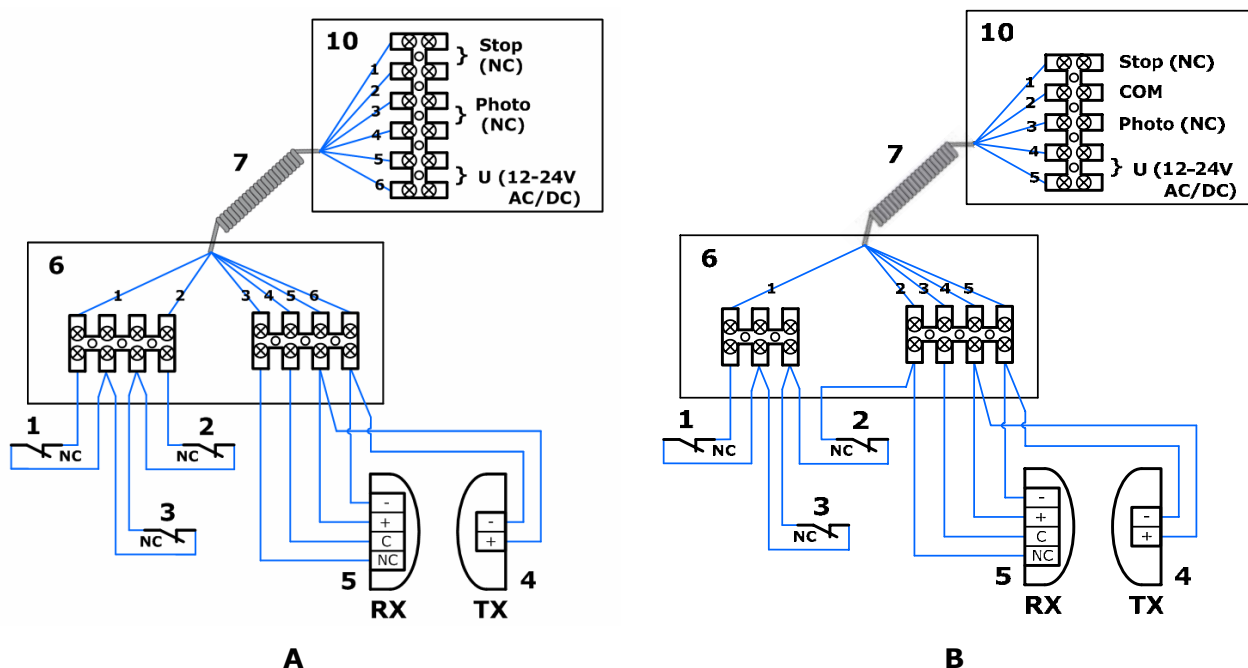 10
Stop
(NC)
1
2
3
Photo
(NC)
4
5
U (12-24V
AC/DC)
6
7
6
1
2
3
4
5
6
1
NC
2
NC
3
NC
-
+
C
NC
-
+
5
4
RX
TX
A
10
Stop (NC)
1
COM
2
Photo (NC)
3
4
U (12-24V
AC/DC)
5
7
6
1
2
3
4
5
1
NC
2
NC
3
NC
-
+
C
NC
-
+
5
4
RX
TX
B